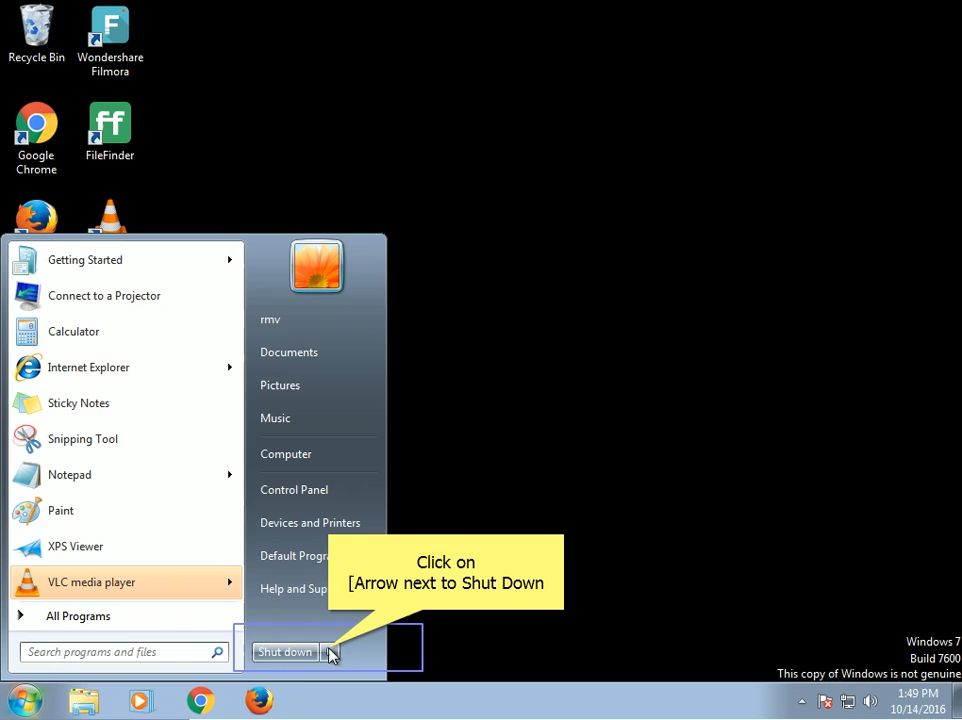 Recycle Bin
Wondershare
Filmora
Google
Chrome
FileFinder
Getting Started
Connect to a Projector
Calculator
Internet Explorer
Sticky Notes
Snipping Tool
Notepad
Paint
XPS Viewer
VLC media player
All Programs
Search programs and files
rmv
Documents
Pictures
Music
Computer
Control Panel
Devices and Printers
Default Progra
Help and Sup
Shut down
Click on
[Arrow next to Shut Down
Windows 7
Build 7600
This copy of Windows is not genuine
1:49 PM
10/14/2016